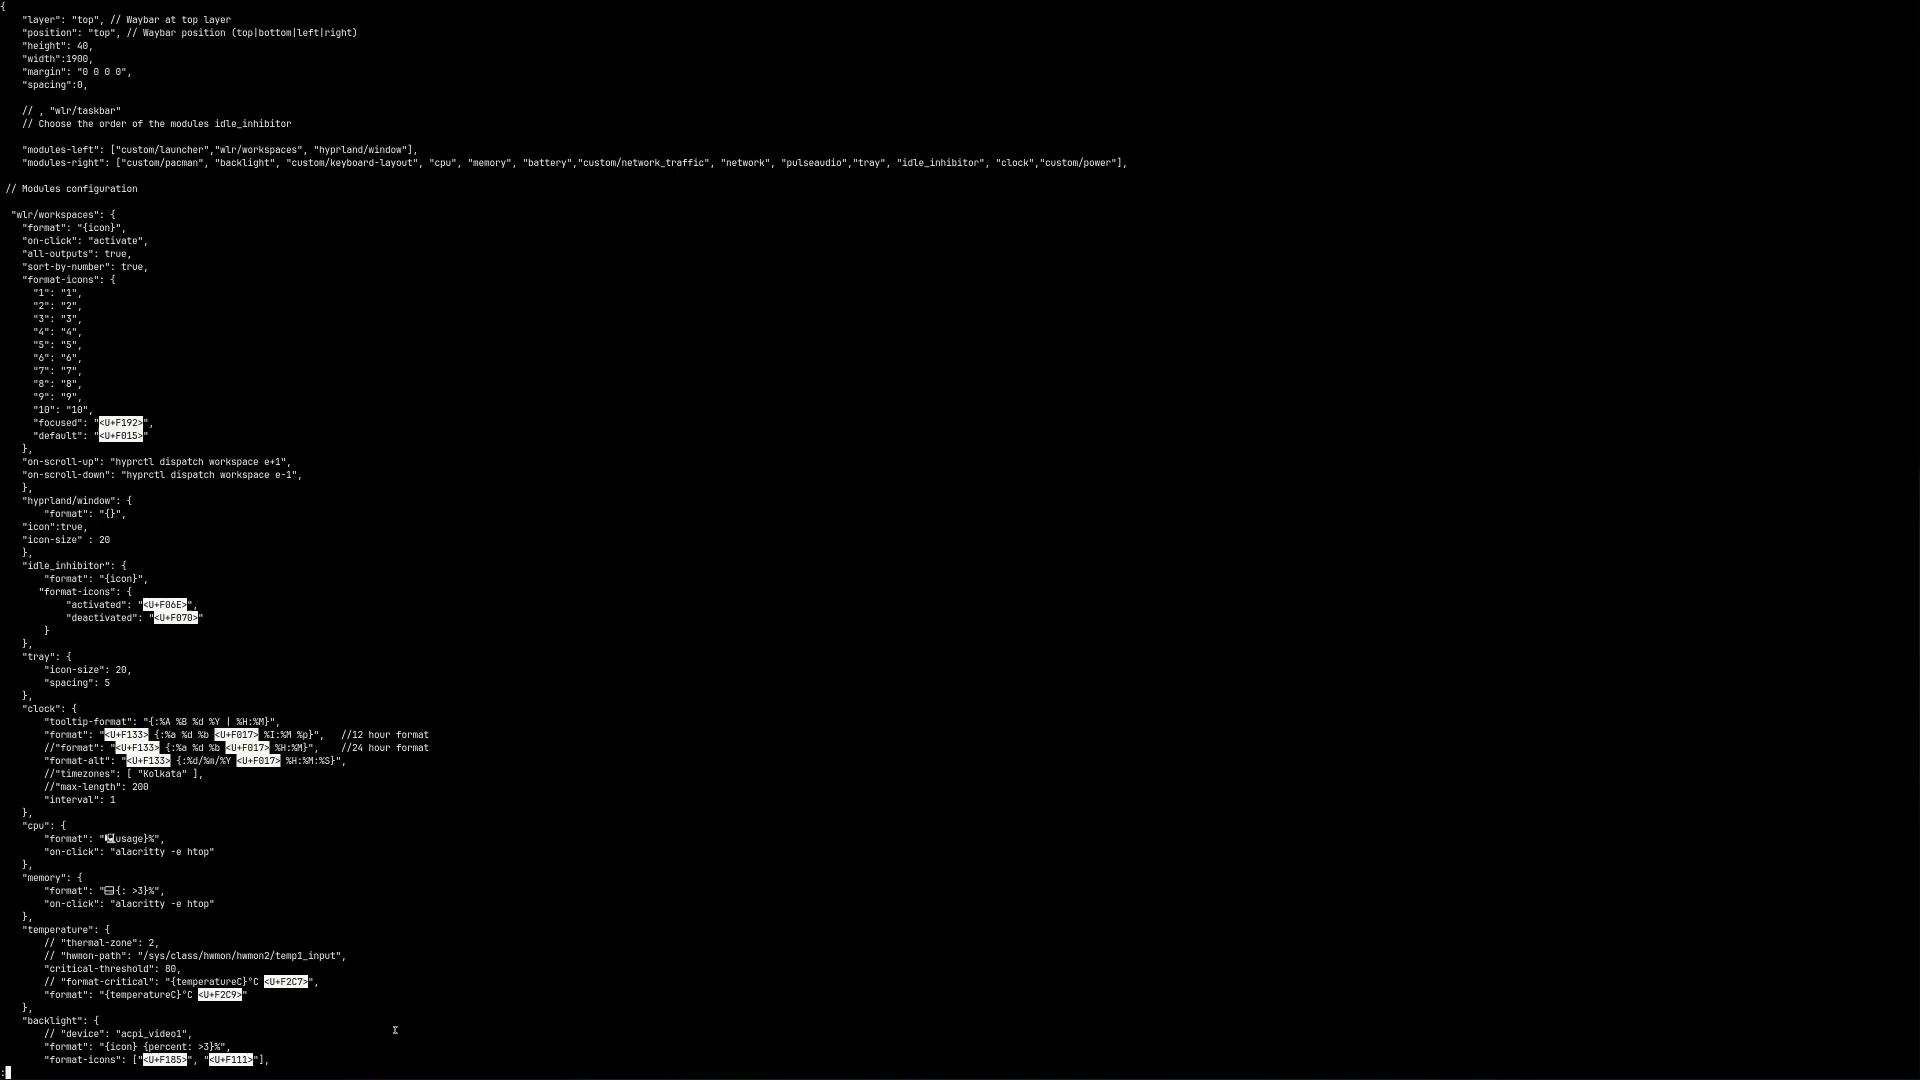 {
"layer": "top", // Waybar at top layer
"position": "top", // Waybar position (top|bottom|left|right)
"height": 40,
"width":1900,
"margin": "0 0 0 0",
"spacing":0,
// , "wlr/taskbar"
// Choose the order of the modules idle_inhibitor
"modules-left": ["custom/launcher","wlr/workspaces", "hyprland/window"],
"modules-right": ["custom/pacman", "backlight", "custom/keyboard-layout", "cpu", "memory", "battery","custom/network_traffic", "network", "pulseaudio","tray", "idle_inhibitor", "clock","custom/power"],
// Modules configuration
"wlr/workspaces": {
"format": "{icon}",
"on-click": "activate",
"all-outputs": true,
"sort-by-number": true,
"format-icons": {
"1": "1",
"2": "2",
"3": "3",
"4": "4",
"5": "5",
"6": "6",
"7": "7",
"8": "8",
"9": "9",
"10": "10",
"focused": "<U+F192>",
"default": "<U+F015>"
},
"on-scroll-up": "hyprctl dispatch workspace e+1",
"on-scroll-down": "hyprctl dispatch workspace e-1",
},
"hyprland/window": {
"format": "{}",
"icon":true,
"icon-size" : 20
},
"idle_inhibitor": {
"format": "{icon}",
"format-icons": {
"activated": "<U+F06E>",
"deactivated": "<U+F070>"
}
},
"tray": {
"icon-size": 20,
"spacing": 5
},
"clock": {
"tooltip-format": "{:%A %B %d %Y | %H:%M}",
"format": "<U+F133> {:%a %d %b <U+F017> %I:%M %p}", //12 hour format
//"format": "<U+F133> {:%a %d %b <U+F017> %H:%M}", //24 hour format
"format-alt": "<U+F133> {:%d/%m/%Y <U+F017> %H:%M:%S}",
//"timezones": [ "Kolkata" ],
//"max-length": 200
"interval": 1
},
"cpu": {
"format": "usage}%",
"on-click": "alacritty -e htop"
},
"memory": {
"format": "{: >3}%",
"on-click": "alacritty -e htop"
},
"temperature": {
// "thermal-zone": 2,
// "hwmon-path": "/sys/class/hwmon/hwmon2/temp1_input",
"critical-threshold": 80,
// "format-critical": "{temperatureC}°C <U+F2C7>",
"format": "{temperatureC}°C <U+F2C9>"
},
"backlight": {
// "device": "acpi_video1",
"format": "{icon} {percent: >3}%",
"format-icons": ["<U+F185>", "<U+F111>"],
: